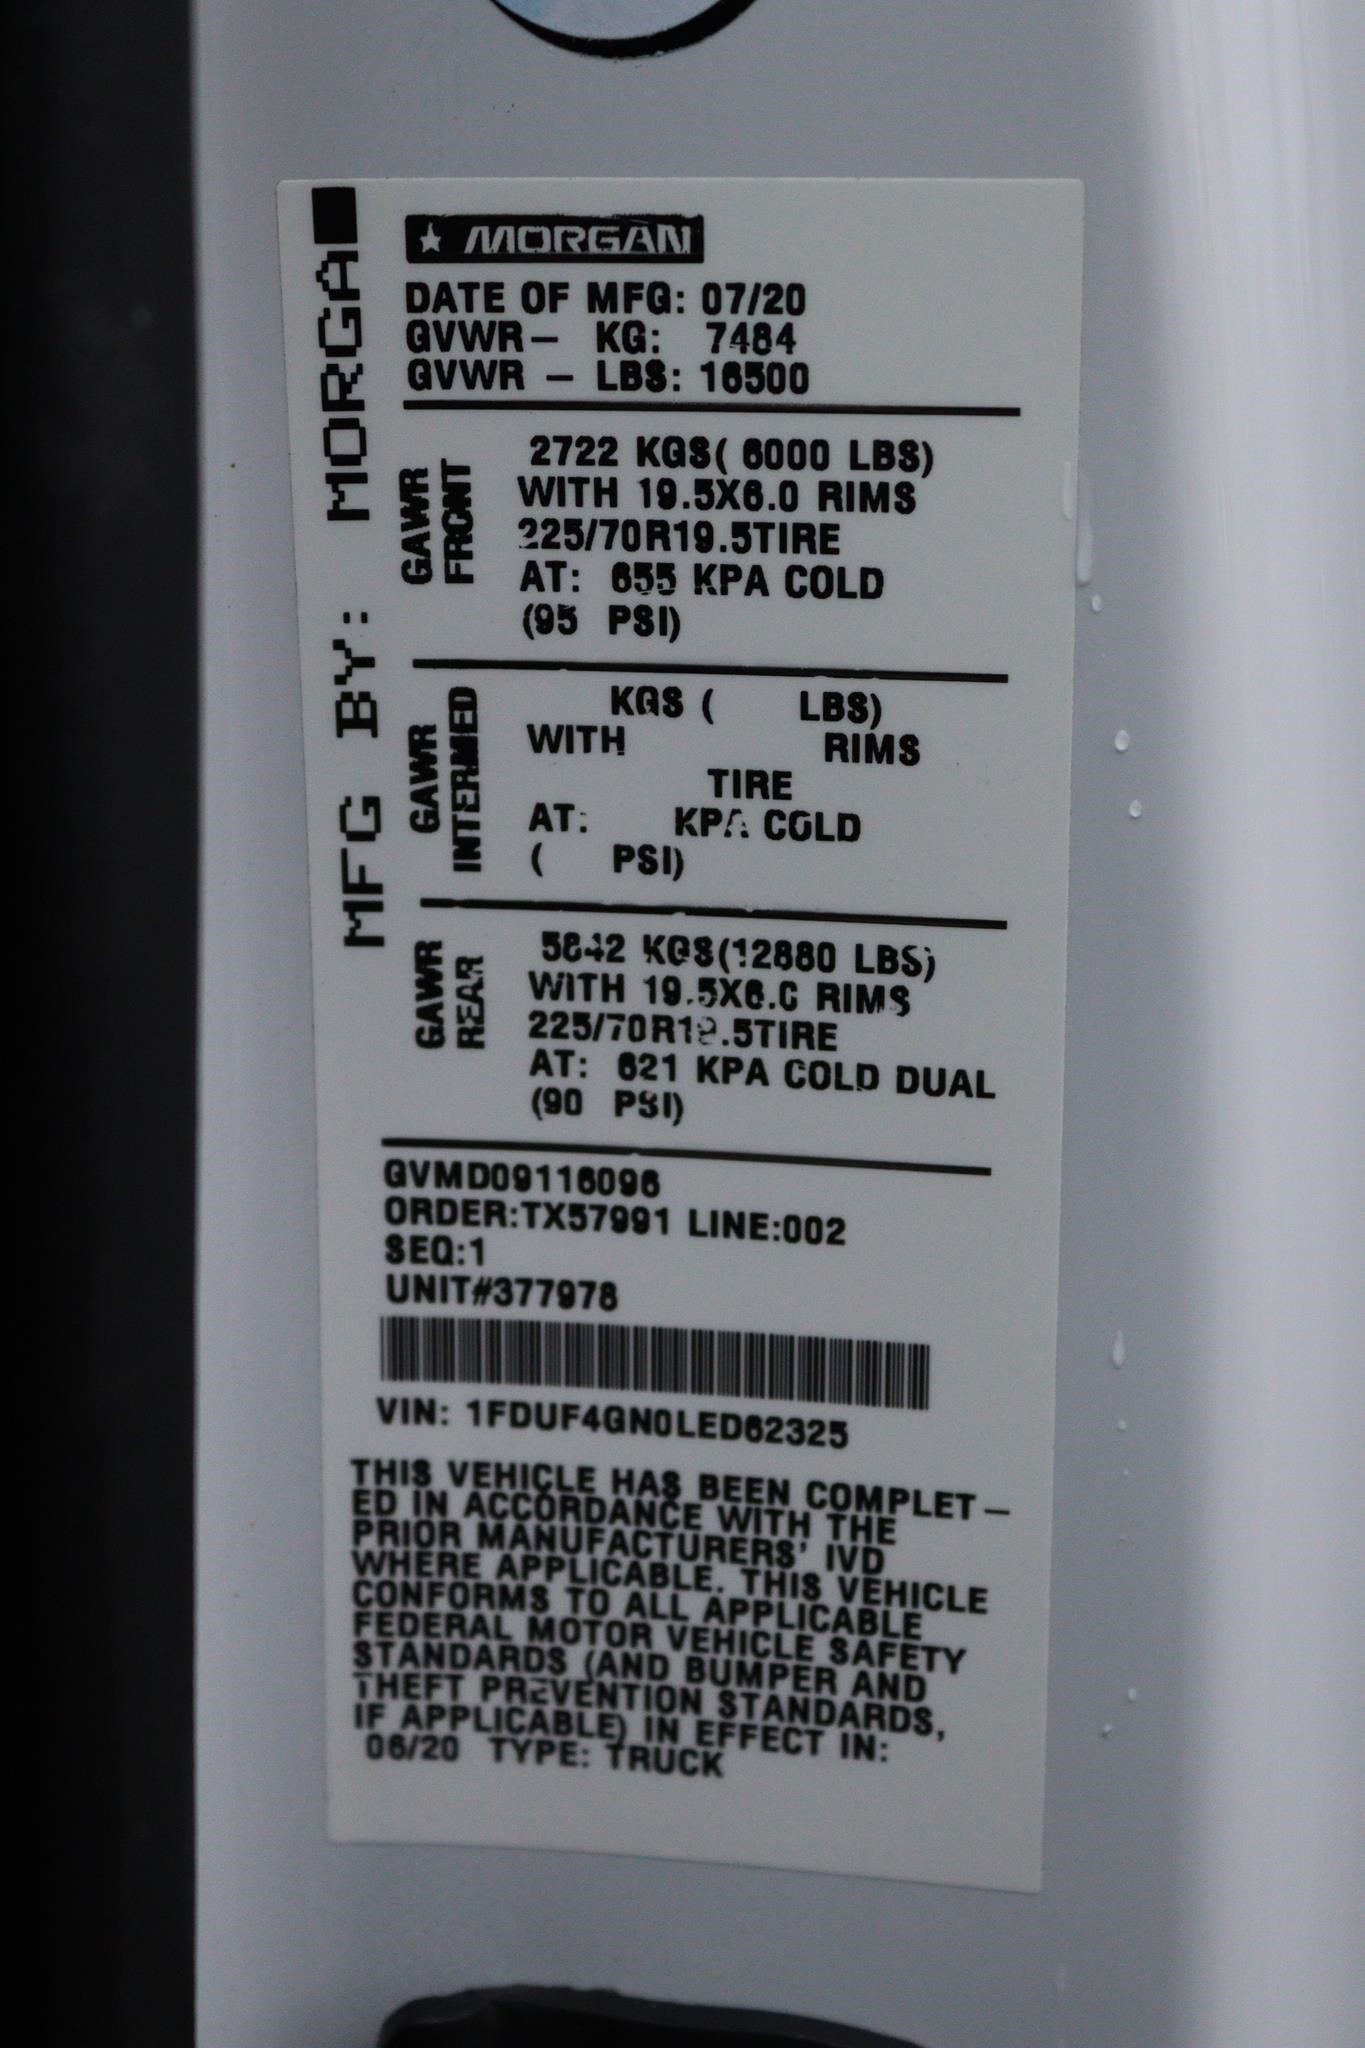 MFG BY: MORGA
MORGAN
DATE OF MFG: 07/20
GVWR- KG: 7484
GVWR - LBS: 16500
GAWR
FRONT
2722 KGS( 6000 LBS)
WITH 19.5X6.0 RIMS
225/70R19.5TIRE
AT: 655 KPA COLD
(95 PSI)
GAWR
INTERMED
KGS ( LBS)
WITH RIMS
TIRE
AT: KPA COLD
( PSI)
GAWR
REAR
5842 KGS(12880 LBS)
WITH 19.5X6.0 RIMS
225/70R19.5TIRE
AT: 621 KPA COLD DUAL
(90 PSI)
GVMD09116096
ORDER:TX57991 LINE:002
SEQ:1
UNIT#377978
VIN: 1FDUF4GN0LED62325
THIS VEHICLE HAS BEEN COMPLET-
ED IN ACCORDANCE WITH THE
PRIOR MANUFACTURERS' IVD
WHERE APPLICABLE. THIS VEHICLE
CONFORMS TO ALL APPLICABLE
FEDERAL MOTOR VEHICLE SAFETY
STANDARDS (AND BUMPER AND
THEFT PREVENTION STANDARDS,
IF APPLICABLE) IN EFFECT IN:
06/20 TYPE: TRUCK